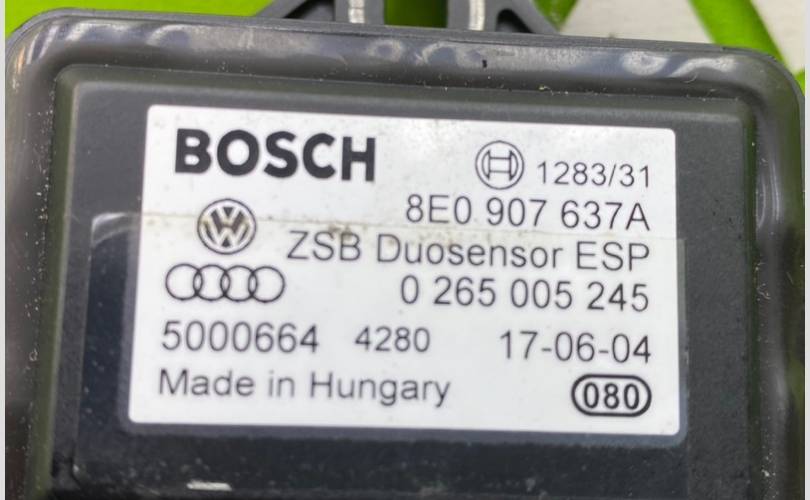 BOSCH
1283/31
8E0 907 637A
ZSB Duosensor ESP
0 265 005 245
5000664 4280 17-06-04
Made in Hungary 080